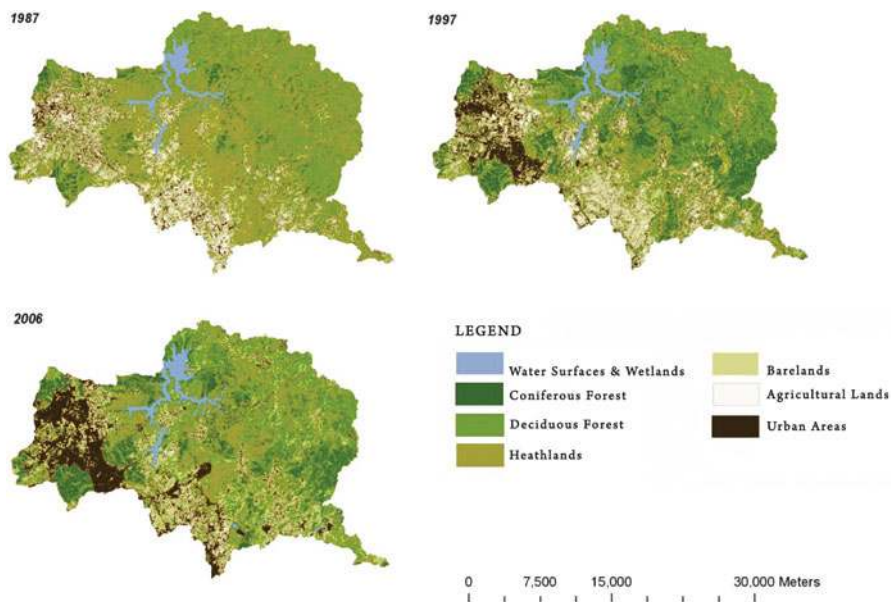 1987
1997
2006
LEGEND
Water Surfaces & Wetlands
Coniferous Forest
Deciduous Forest
Heathlands
Barelands
Agricultural Lands
Urban Areas
0 7,500 15,000 30,000 Meters